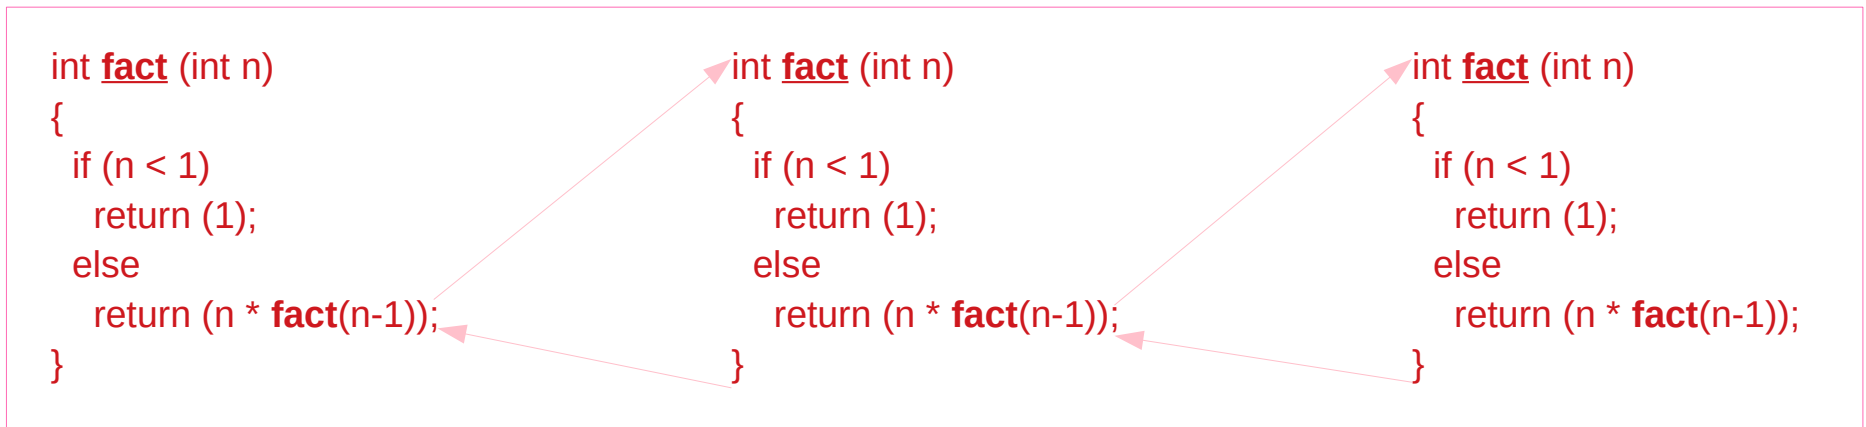 int fact (int n)
{
if (n < 1)
return (1);
else
return (n * fact(n-1));
}
int fact (int n)
{
if (n < 1)
return (1);
else
return (n * fact(n-1));
}
int fact (int n)
{
if (n < 1)
return (1);
else
return (n * fact(n-1));
}